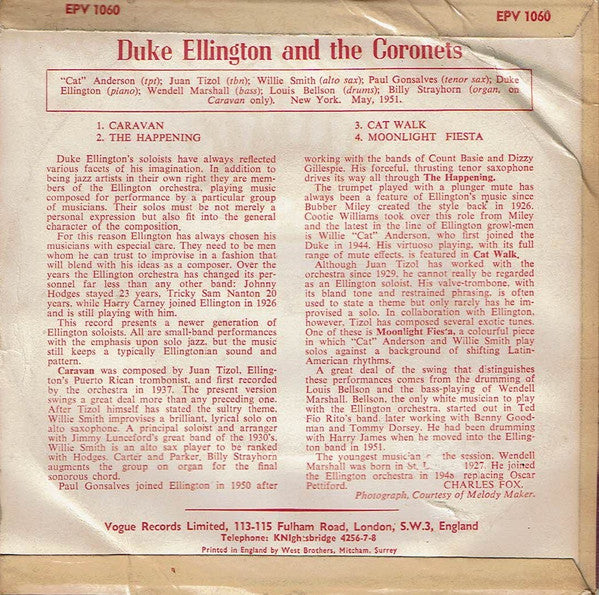 EPV 1060
EPV 1060
Duke Ellington and the Coronets
"Cat" Anderson (tpt); Juan Tizol (tbn); Willie Smith (alto sax); Paul Gonsalves (tenor sax); Duke
Ellington (piano); Wendell Marshall (bass); Louis Bellson (drums); Billy Strayhorn (organ, on
Caravan only). New York. May, 1951.
1. CARAVAN
2. THE HAPPENING
3. CAT WALK
4. MOONLIGHT FIESTA
Duke Ellington's soloists have always reflected
various facets of his imagination. In addition to
being jazz artists in their own right they are mem-
bers of the Ellington orchestra, playing music
composed for performance by a particular group
of musicians. Their solos must be not merely a
personal expression but also fit into the general
character of the composition.
For this reason Ellington has always chosen his
musicians with especial care. They need to be men
whom he can trust to improvise in a fashion that
will blend with his ideas as a composer. Over the
years the Ellington orchestra has changed its per-
sonnel far less than any other band: Johnny
Hodges stayed 23 years, Tricky Sam Nanton 20
years, while Harry Carney joined Ellington in 1926
and is still playing with him.
This record presents a newer generation of
Ellington soloists. All are small-band performances
with the emphasis upon solo jazz, but the music
still keeps a typically Ellingtonian sound and
pattern.
Caravan was composed by Juan Tizol, Elling-
ton's Puerto Rican trombonist, and first recorded
by the orchestra in 1937. The present version
swings a great deal more than any preceding one.
After Tizol himself has stated the sultry theme,
Willie Smith improvises a brilliant, lyrical solo on
alto saxophone. A principal soloist and arranger
with Jimmy Lunceford's great band of the 1930's,
Willie Smith is an alto sax player to be ranked
with Hodges, Carter and Parker. Billy Strayhorn
augments the group on organ for the final
sonorous chord.
Paul Gonsalves joined Ellington in 1950 after
working with the bands of Count Basie and Dizzy
Gillespie. His forceful, thrusting tenor saxophone
drives its way all through The Happening.
The trumpet played with a plunger mute has
always been a feature of Ellington's music since
Bubber Miley created the style back in 1926.
Cootie Williams took over this role from Miley
and the latest in the line of Ellington growl-men
is Willie "Cat" Anderson, who first joined the
Duke in 1944. His virtuoso playing, with its full
range of mute effects, is featured in Cat Walk.
Although Juan Tizol has worked with the
orchestra since 1929, he cannot really be regarded
as an Ellington soloist. His valve-trombone, with
its bland tone and restrained phrasing, is often
used to state a theme but only rarely has he im-
provised a solo. In collaboration with Ellington,
however, Tizol has composed several exotic tunes.
One of these is Moonlight Fies'a, a colourful piece
in which "Cat" Anderson and Willie Smith play
solos against a background of shifting Latin-
American rhythms.
A great deal of the swing that distinguishes
these performances comes from the drumming of
Louis Bellson and the bass-playing of Wendell
Marshall. Bellson, the only white musician to play
with the Ellington orchestra, started out in Ted
Fio Rito's band, later working with Benny Good-
man and Tommy Dorsey. He had been drumming
with Harry James when he moved into the Elling-
ton band in 1951.
The youngest musician the session, Wendell
Marshall was born in St. 1927. He joined
the Ellington orchestra in 1948 replacing Oscar
Pettiford. CHARLES FOX.
Photograph, Courtesy of Melody Maker.
Vogue Records Limited, 113-115 Fulham Road, London, S.W.3, England
Telephone: KNIghtsbridge 4256-7-8
Printed in England by West Brothers, Mitcham, Surrey